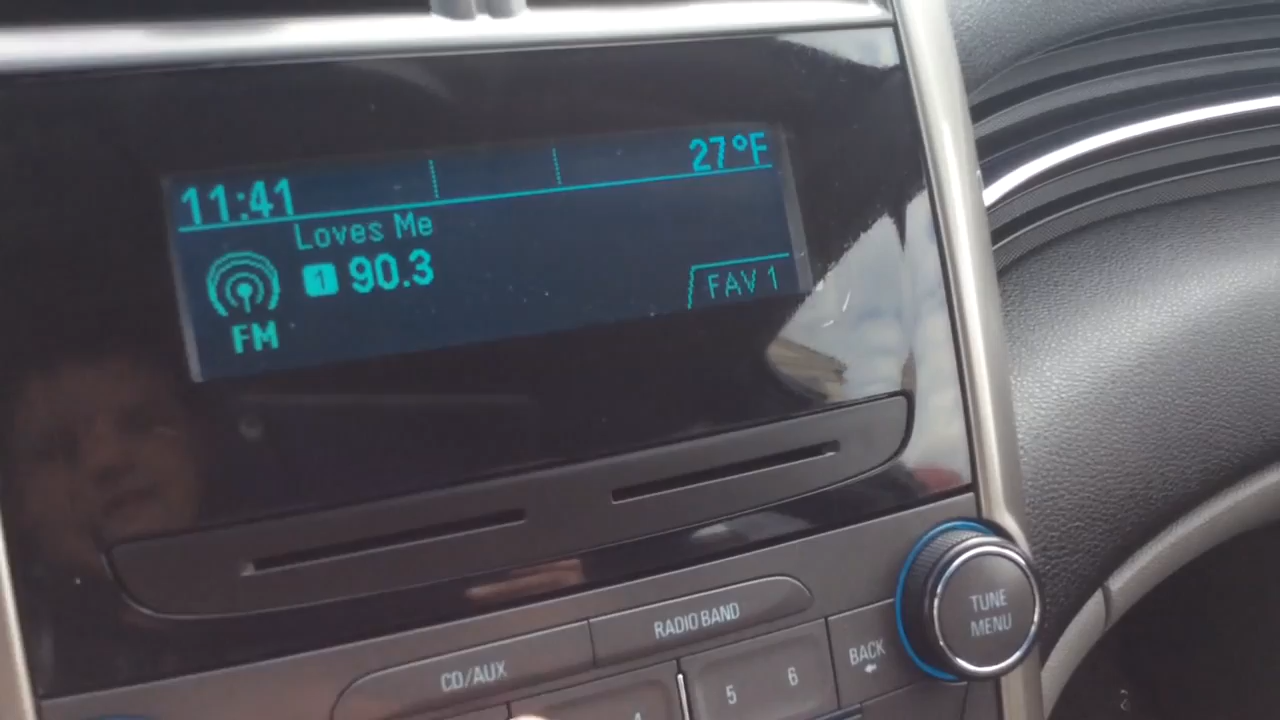 11:41 27°F
Loves Me
1 90.3
FM
FAV 1
RADIO BAND
CD/AUX
TUNE
MENU
BACK
4 5 6